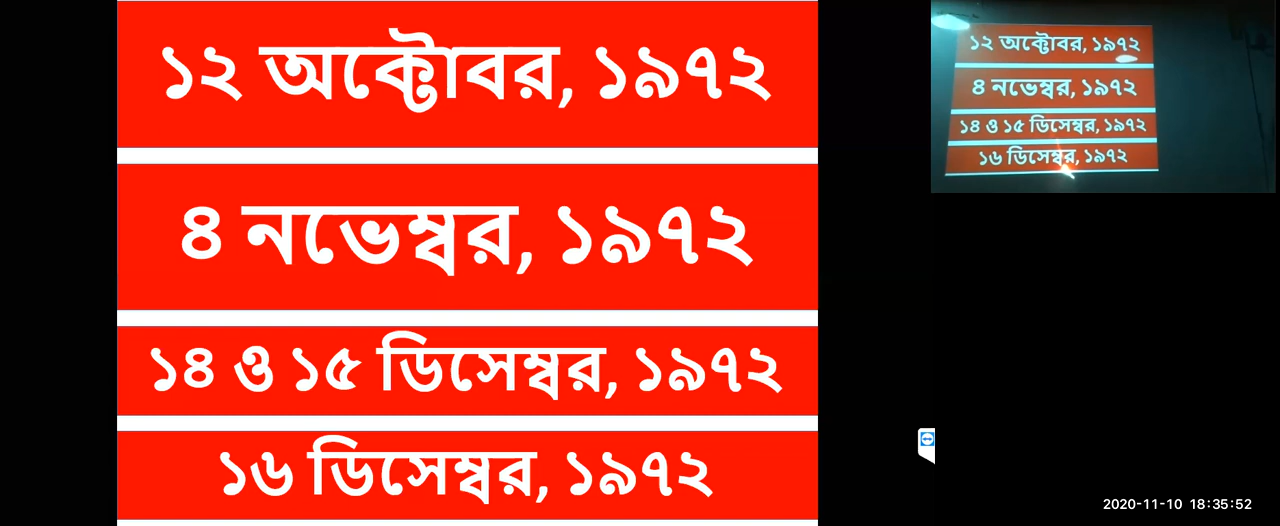 ১২ অক্টোবর, ১৯৭২
৪ নভেম্বর, ১৯৭২
১৪ ও ১৫ ডিসেম্বর, ১৯৭২
১৬ ডিসেম্বর, ১৯৭২
১২ অক্টোবর, ১৯৭২
৪ নভেম্বর, ১৯৭২
১৪ ও ১৫ ডিসেম্বর, ১৯৭২
১৬ ডিসেম্বর, ১৯৭২
2020-11-10 18:35:52